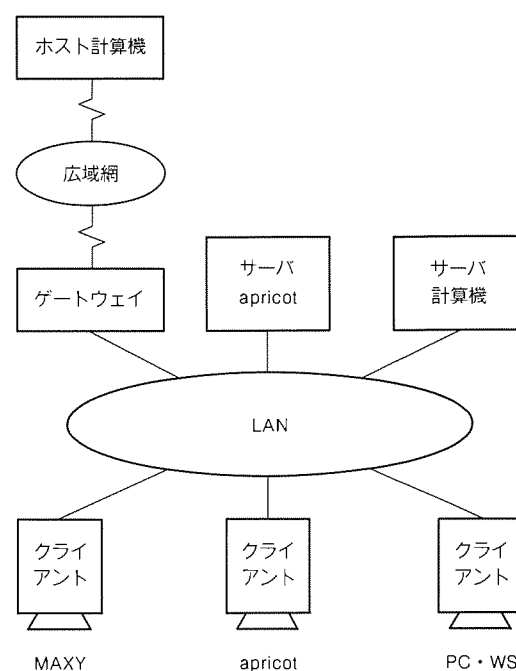 ホスト計算機
広域網
ゲートウェイ
サーバ
apricot
サーバ
計算機
LAN
クライ
アント
クライ
アント
クライ
アント
MAXY
apricot
PC・WS